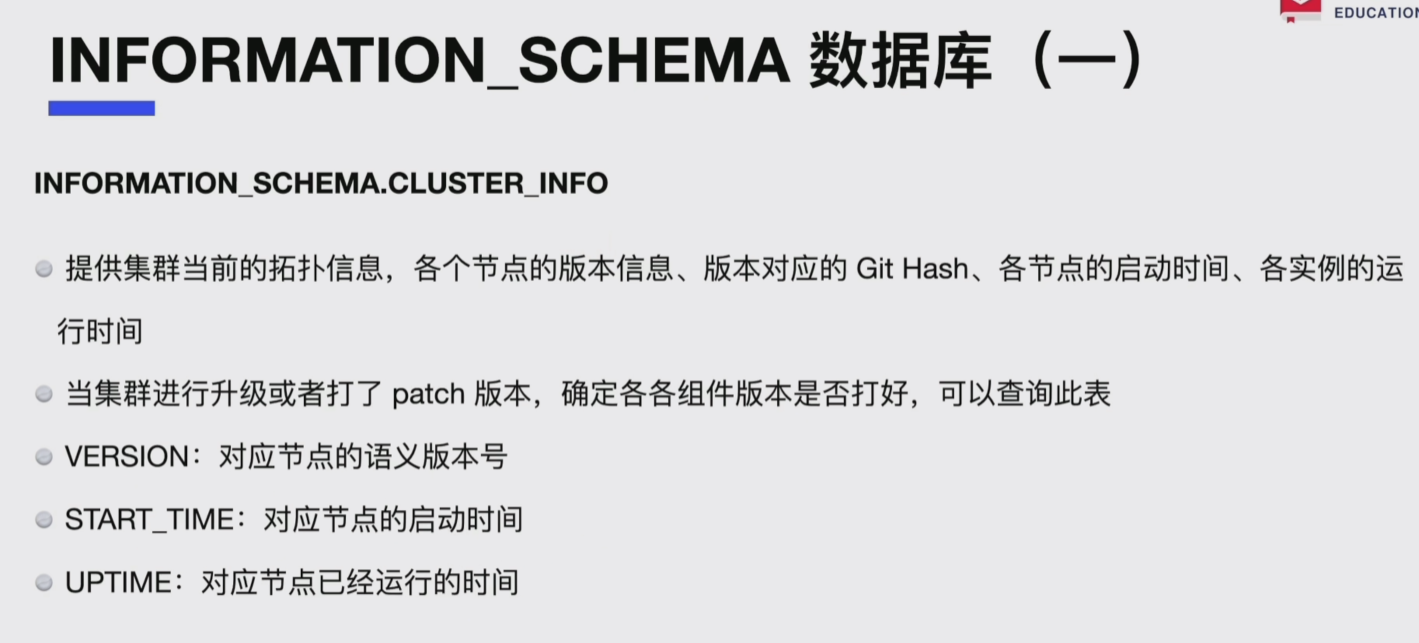 EDUCATION
INFORMATION_SCHEMA 数据库（一）
INFORMATION_SCHEMA.CLUSTER_INFO
提供集群当前的拓扑信息，各个节点的版本信息、版本对应的 Git Hash、各节点的启动时间、各实例的运
行时间
当集群进行升级或者打了 patch 版本，确定各各组件版本是否打好，可以查询此表
VERSION：对应节点的语义版本号
START_TIME：对应节点的启动时间
UPTIME：对应节点已经运行的时间